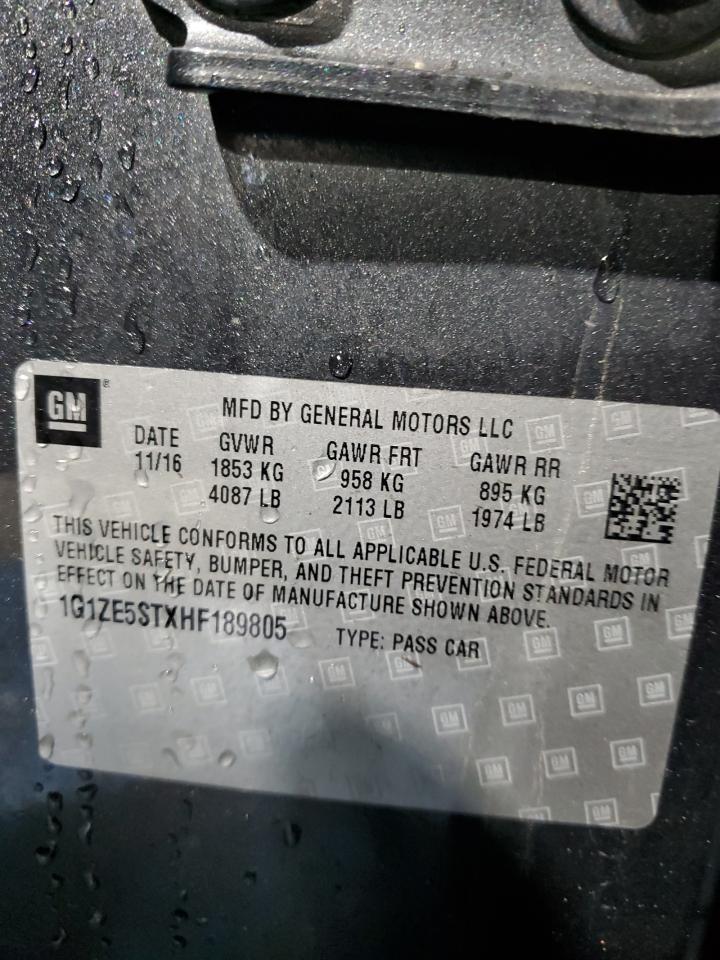 GM ®
MFD BY GENERAL MOTORS LLC
DATE GVWR GAWR FRT GAWR RR
11/16 1853 KG 958 KG 895 KG
4087 LB 2113 LB 1974 LB
THIS VEHICLE CONFORMS TO ALL APPLICABLE U.S. FEDERAL MOTOR
VEHICLE SAFETY, BUMPER, AND THEFT PREVENTION STANDARDS IN
EFFECT ON THE DATE OF MANUFACTURE SHOWN ABOVE.
1G1ZE5STXHF189805 TYPE: PASS CAR